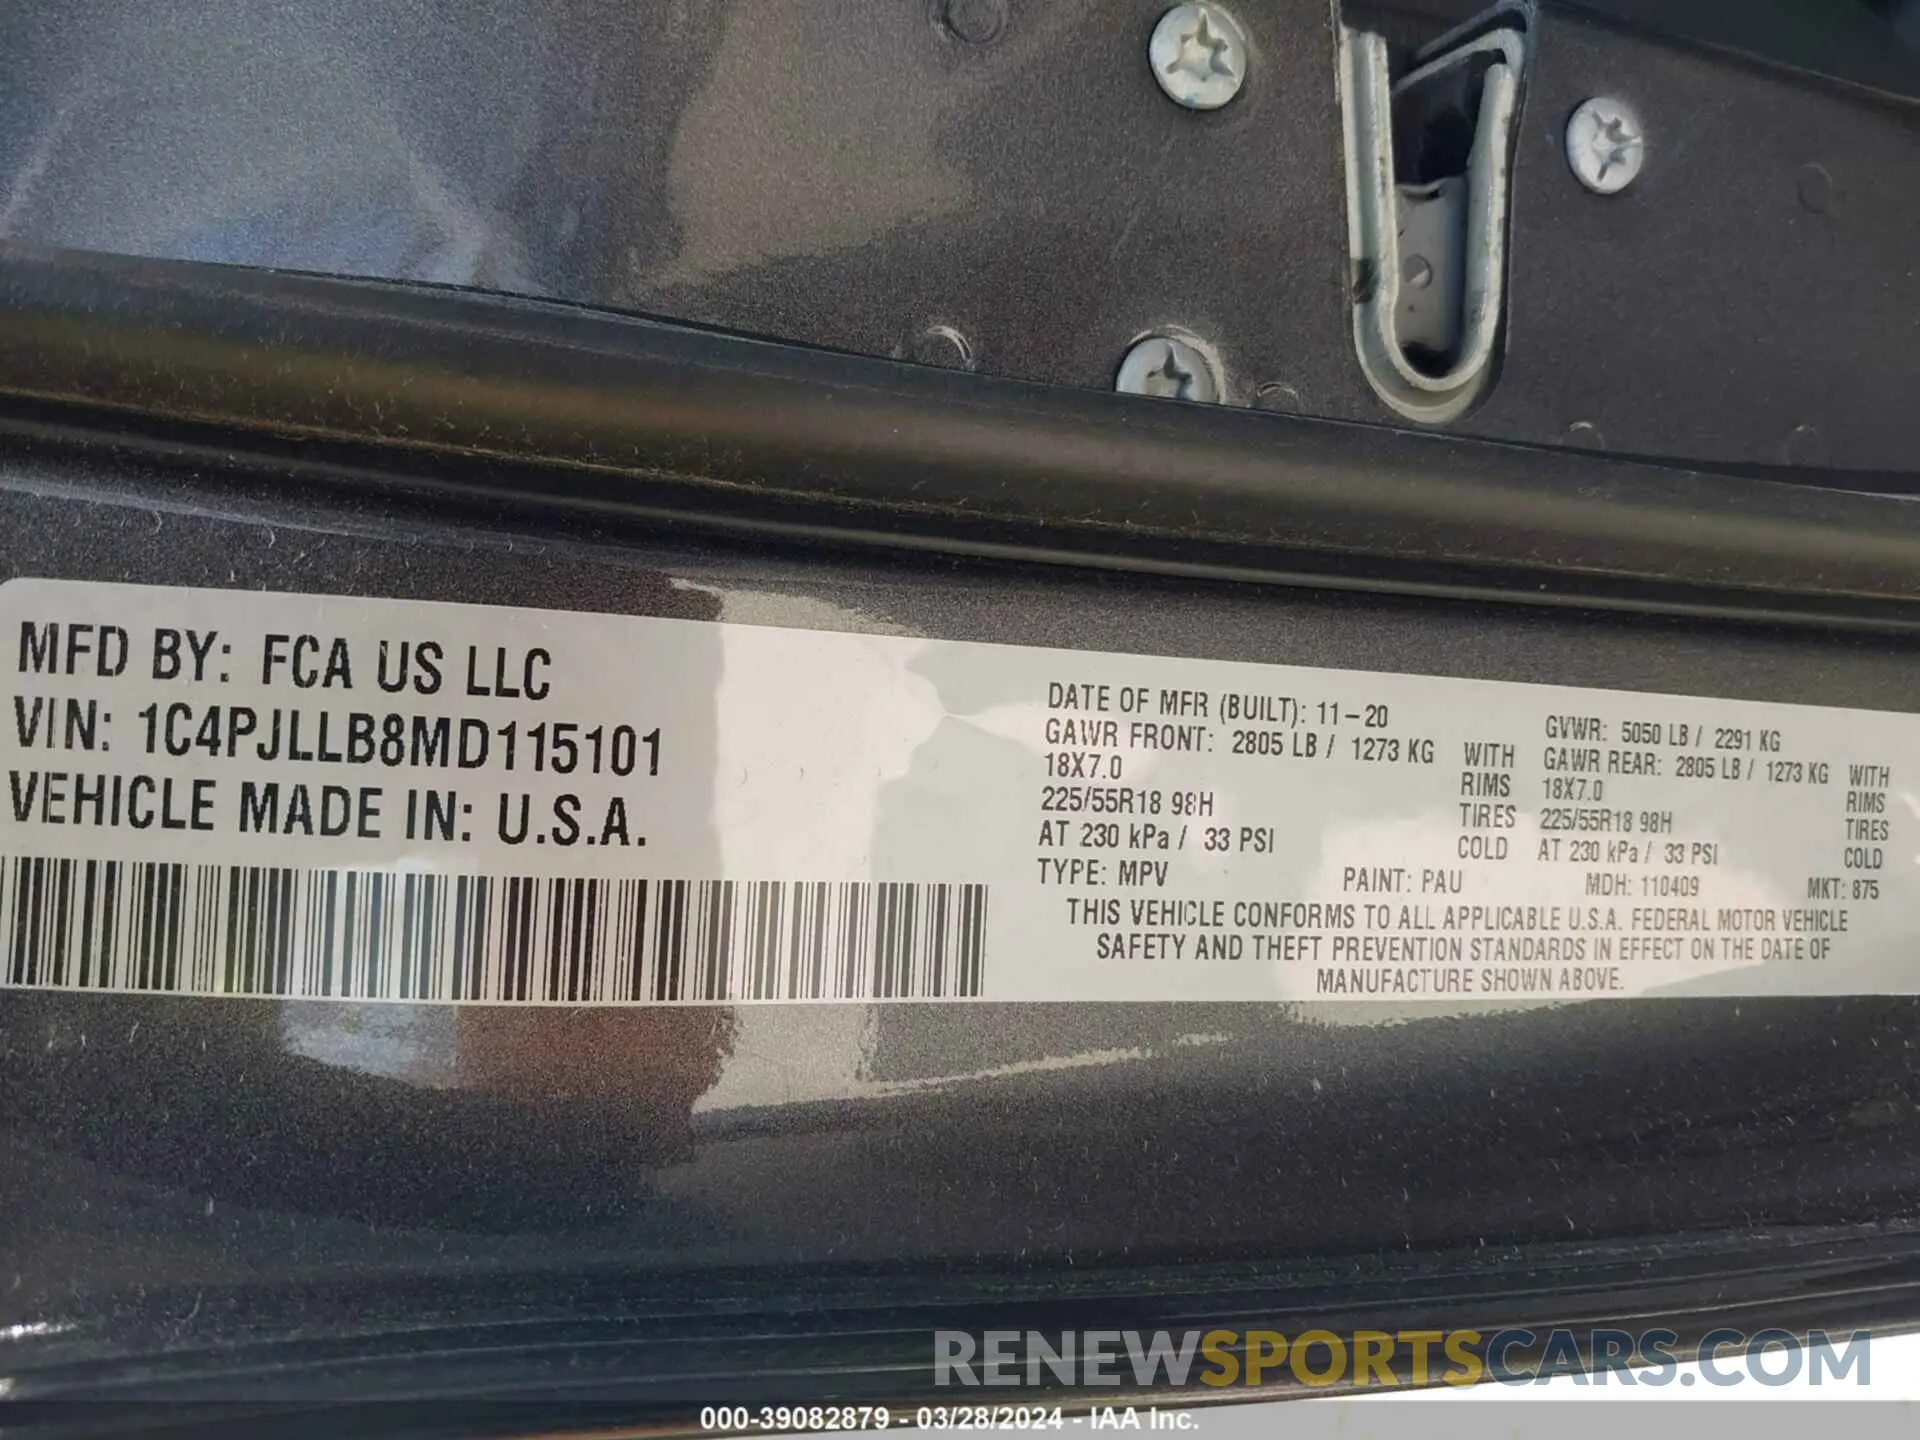 MFD BY: FCA US LLC
VIN: 1C4PJLLB8MD115101
VEHICLE MADE IN: U.S.A.
DATE OF MFR (BUILT): 11-20
GAWR FRONT: 2805 LB / 1273 KG WITH
18X7.0 RIMS
225/55R18 98H TIRES
AT 230 kPa / 33 PSI COLD
GVWR: 5050 LB / 2291 KG
GAWR REAR: 2805 LB / 1273 KG WITH
18X7.0 RIMS
225/55R18 98H TIRES
AT 230 kPa / 33 PSI COLD
TYPE: MPV PAINT: PAU MDH: 110409 MKT: 875
THIS VEHICLE CONFORMS TO ALL APPLICABLE U.S.A. FEDERAL MOTOR VEHICLE
SAFETY AND THEFT PREVENTION STANDARDS IN EFFECT ON THE DATE OF
MANUFACTURE SHOWN ABOVE.
RENEWSPORTSCARS.COM
000-39082879 - 03/28/2024 - IAA Inc.